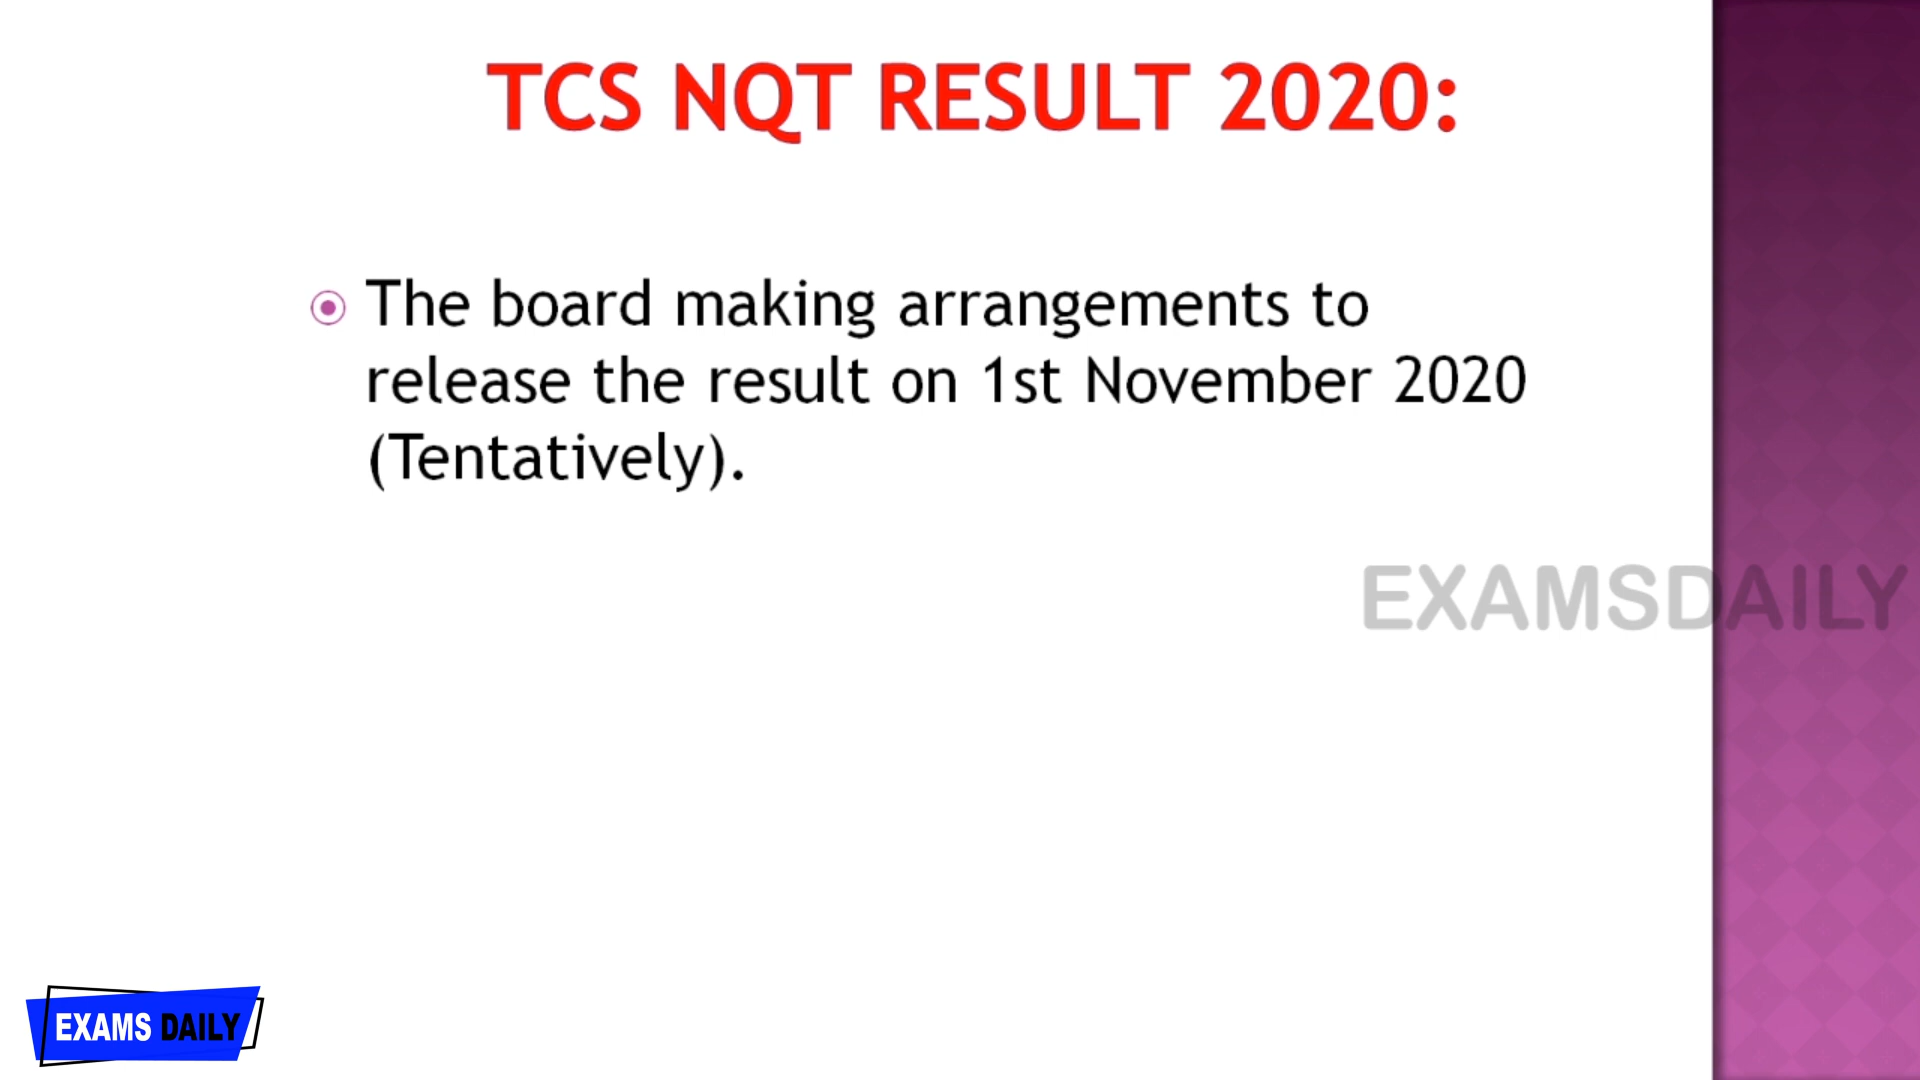 TCS NQT RESULT 2020:
The board making arrangements to
release the result on 1st November 2020
(Tentatively).
EXAMSDAILY
EXAMS DAILY